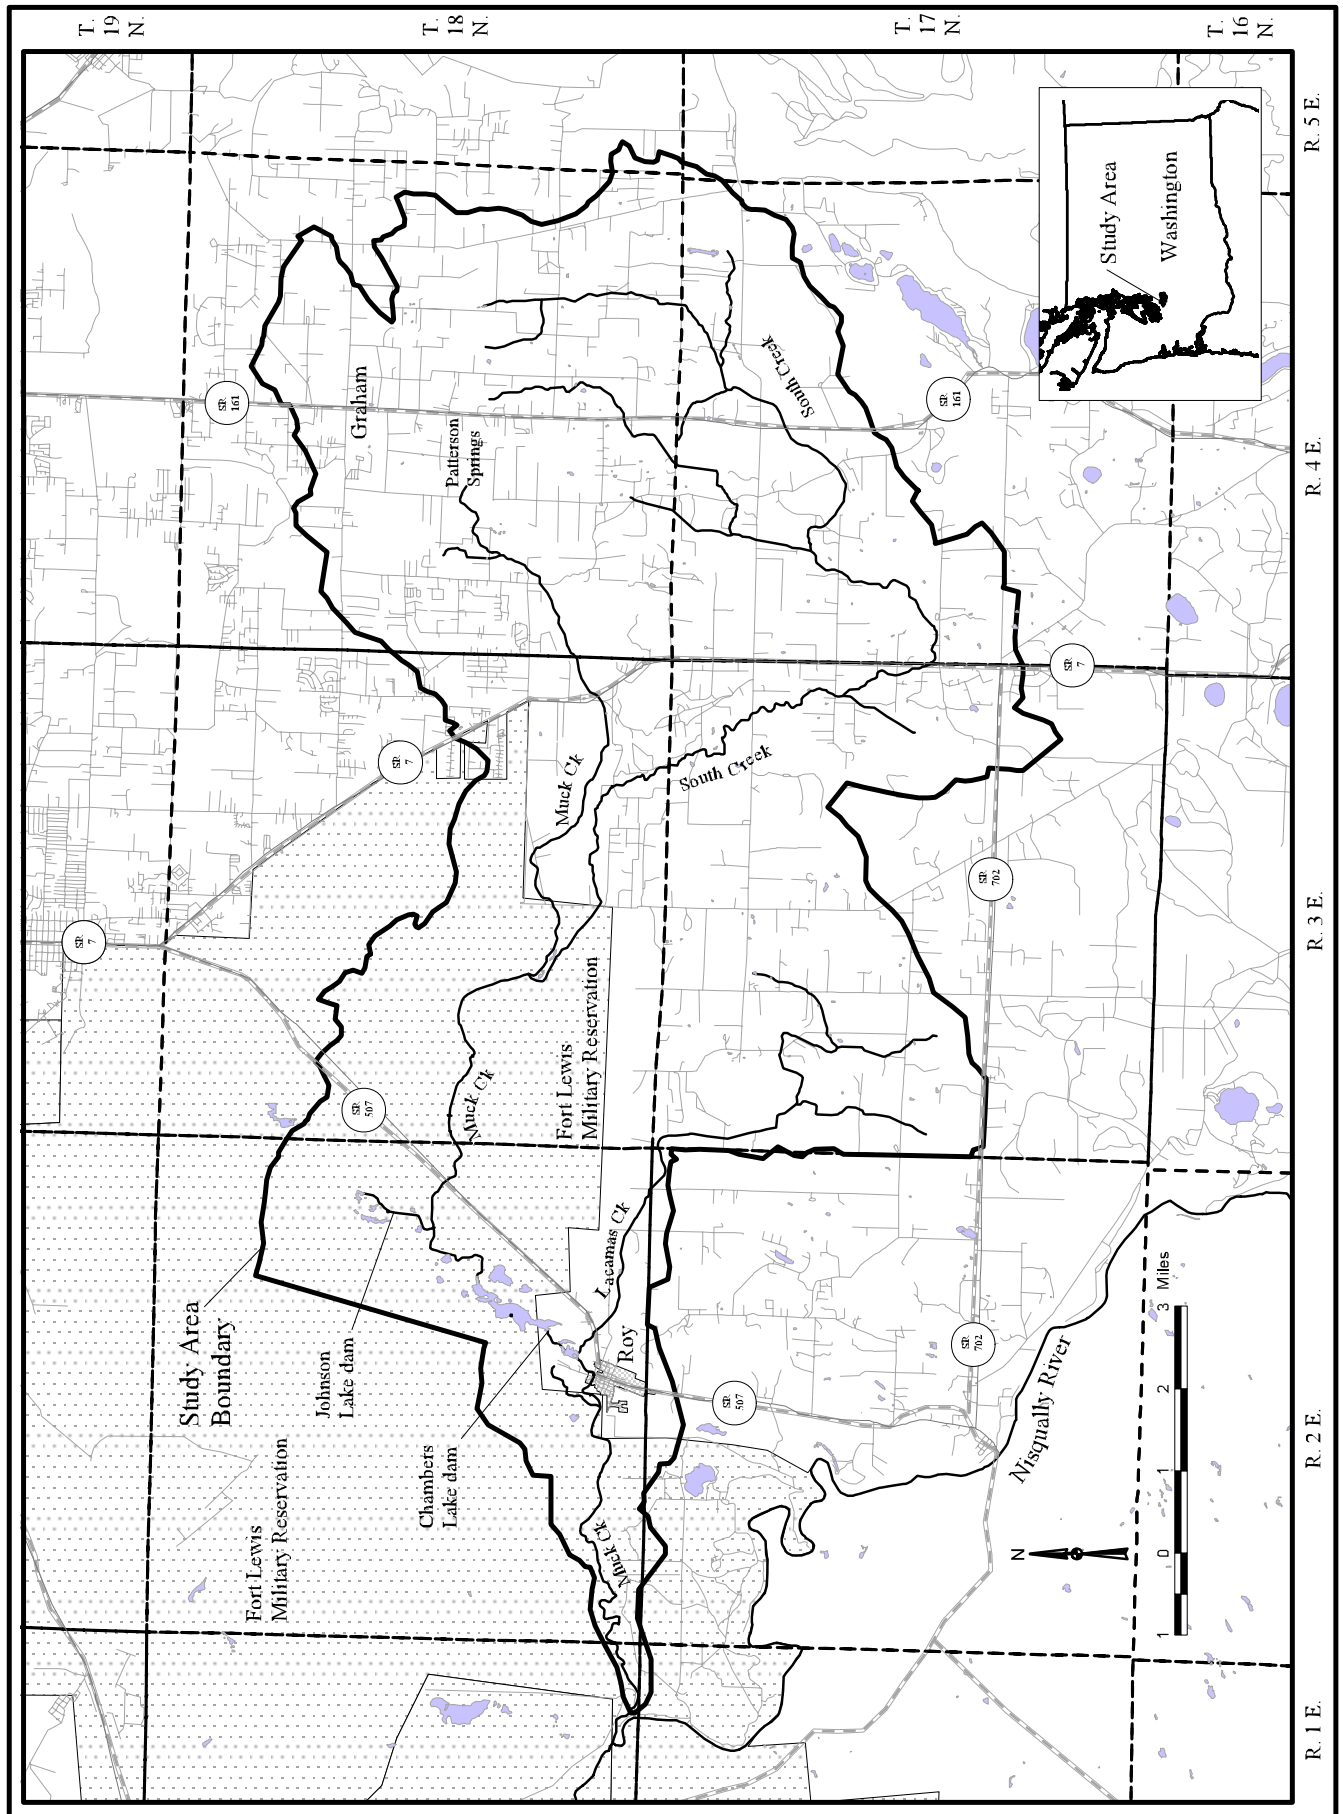 T.
19
N.
T.
18
N.
T.
17
N.
T.
16
N.
R. 5 E.
R. 4 E.
R. 3 E.
R. 2 E.
R. 1 E.
SR
161
Graham
Patterson
Springs
South Creek
SR
161
Study Area
Washington
SR
7
SR
7
SR
7
Muck Ck
South Creek
SR
702
Fort Lewis
Military Reservation
Muck Ck
SR
507
Lacamas Ck
Study Area
Boundary
Johnson
Lake dam
Chambers
Lake dam
Roy
SR
507
SR
702
Nisqually River
Fort Lewis
Military Reservation
Muck Ck
N
1 0 1 2 3 Miles